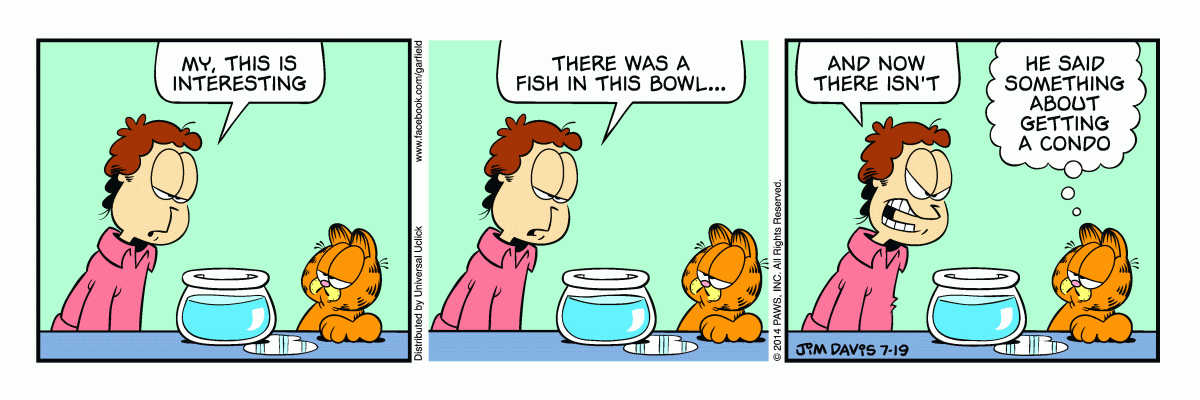 MY, THIS IS
INTERESTING
www.facebook.com/garfield
Distributed by Universal Uclick
THERE WAS A
FISH IN THIS BOWL...
© 2014 PAWS, INC. All Rights Reserved.
AND NOW
THERE ISN'T
HE SAID
SOMETHING
ABOUT
GETTING
A CONDO
JIM DAVIS 7-19